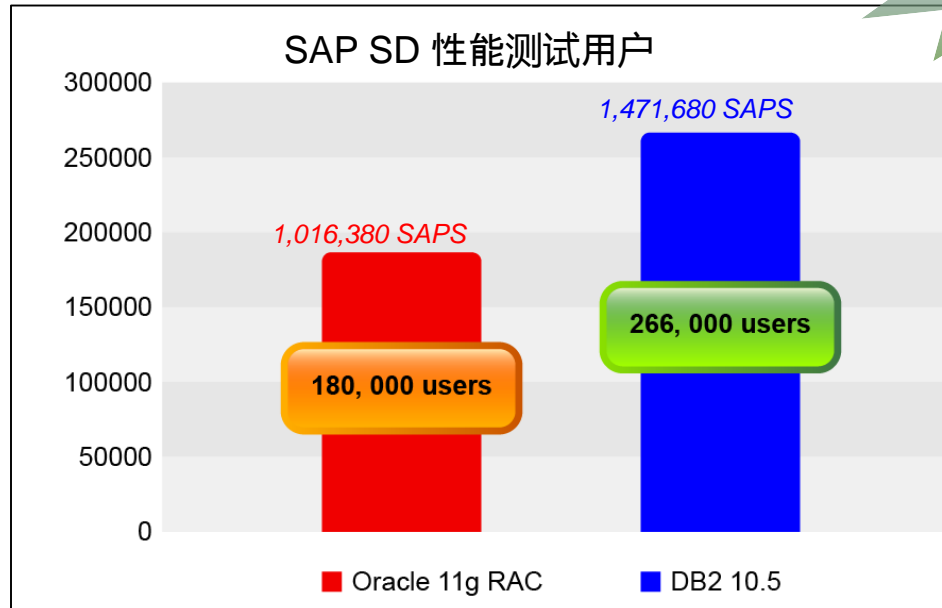 SAP SD 性能测试用户
300000
250000
200000
150000
100000
50000
0
1,471,680 SAPS
1,016,380 SAPS
266, 000 users
180, 000 users
Oracle 11g RAC
DB2 10.5